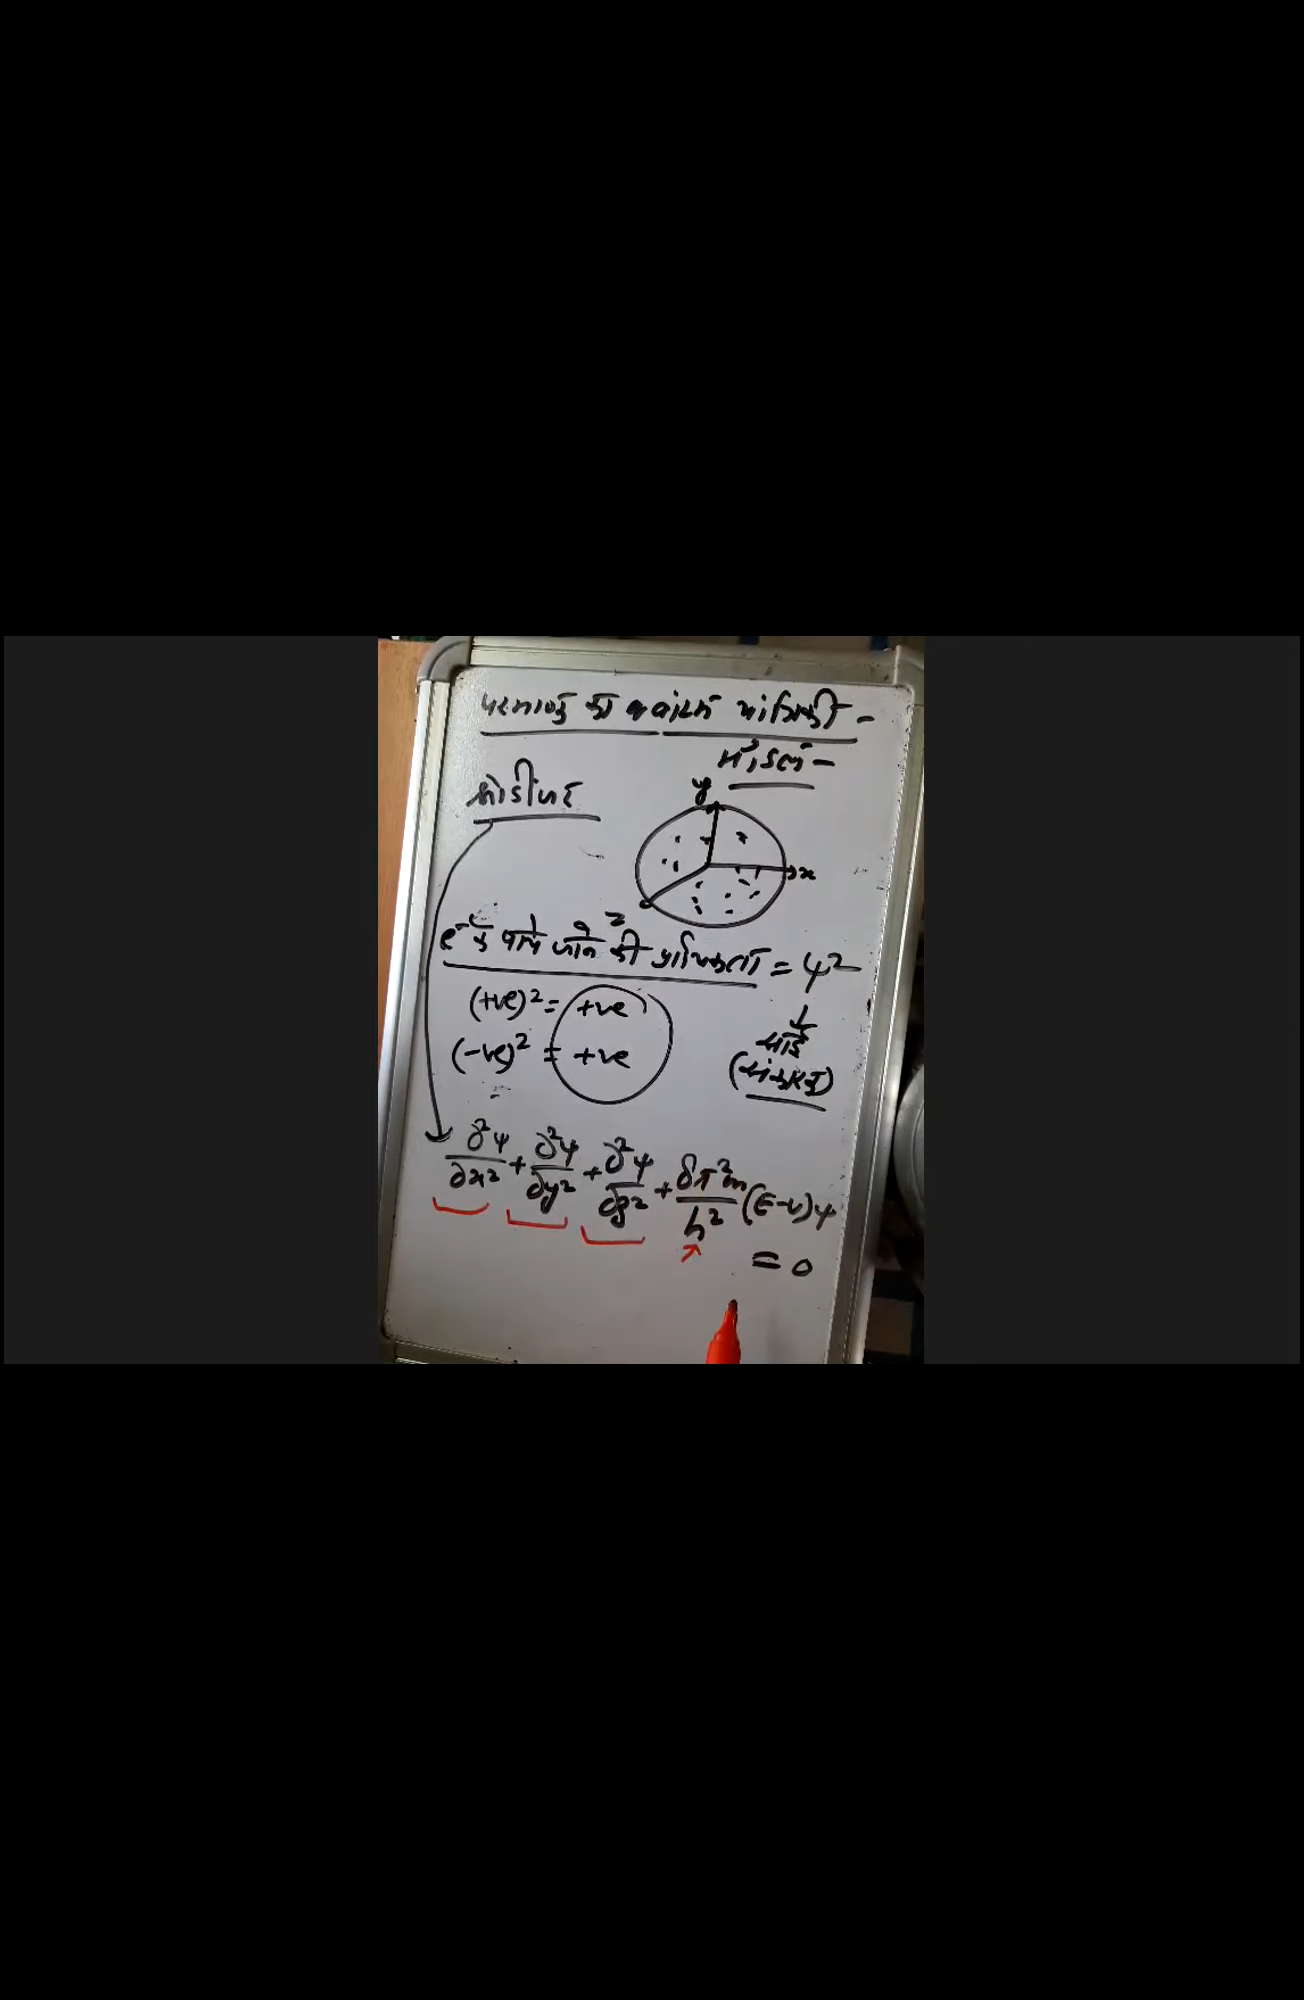 परमाणु का क्वांटम यांत्रिकी -
मॉडल -
श्रोडींजर
y
x
e⁻ के पाये जाने की प्रायिकता = ψ²
(+ve)² = +ve
(-ve)² = +ve
साई
∂²ψ/∂x² + ∂²ψ/∂y² + ∂²ψ/∂z² + 8π²m/h² (E-v)ψ
= 0